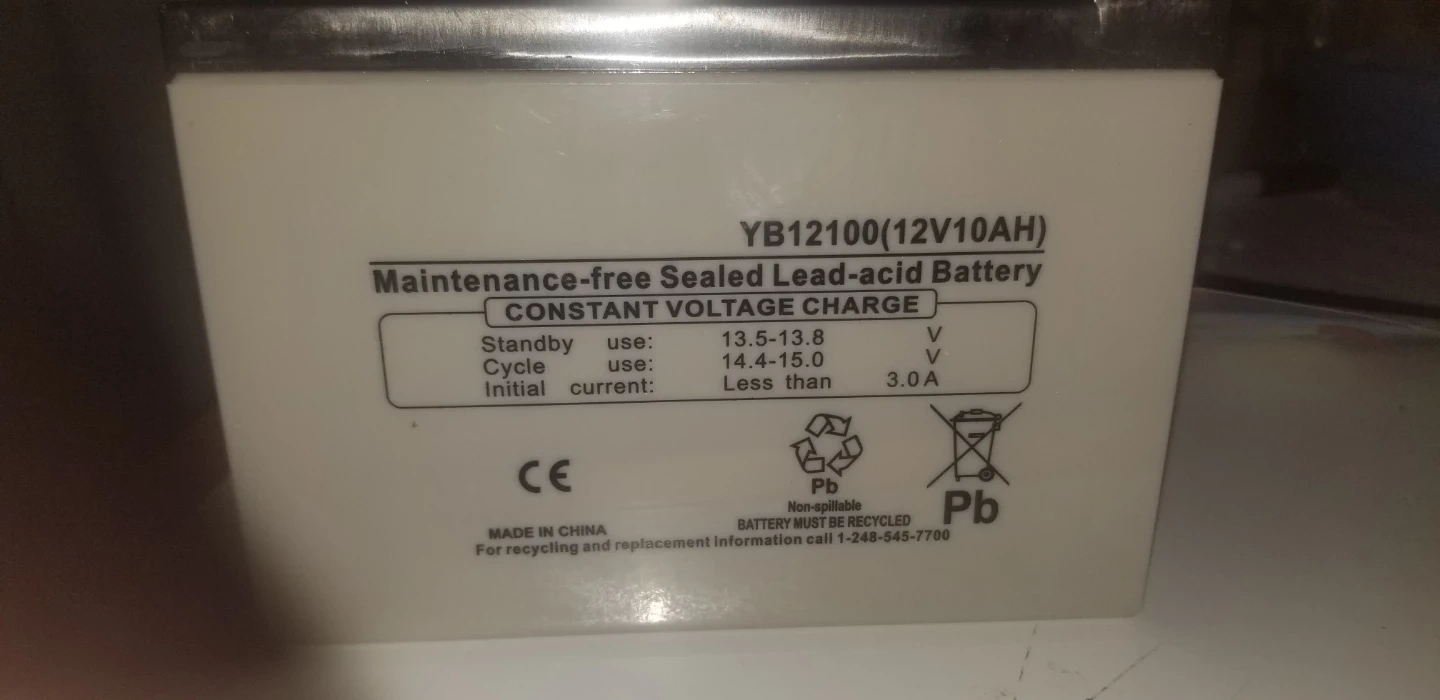 YB12100(12V10AH)
Maintenance-free Sealed Lead-acid Battery
CONSTANT VOLTAGE CHARGE
Standby use: 13.5-13.8 V
Cycle use: 14.4-15.0 V
Initial current: Less than 3.0A
CE
Pb
Non-spillable
Pb
BATTERY MUST BE RECYCLED
MADE IN CHINA
For recycling and replacement information call 1-248-545-7700